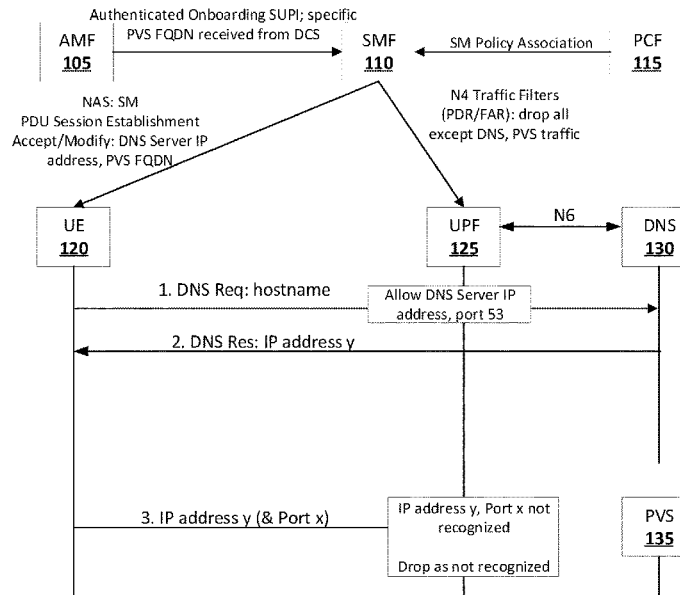 Authenticated Onboarding SUPI; specific
PVS FQDN received from DCS
AMF
105
SMF
110
SM Policy Association
PCF
115
NAS: SM
PDU Session Establishment
Accept/Modify: DNS Server IP
address, PVS FQDN
N4 Traffic Filters
(PDR/FAR): drop all
except DNS, PVS traffic
UE
120
UPF
125
N6
DNS
130
1. DNS Req: hostname
Allow DNS Server IP
address, port 53
2. DNS Res: IP address y
3. IP address y (& Port x)
IP address y, Port x not
recognized
Drop as not recognized
PVS
135